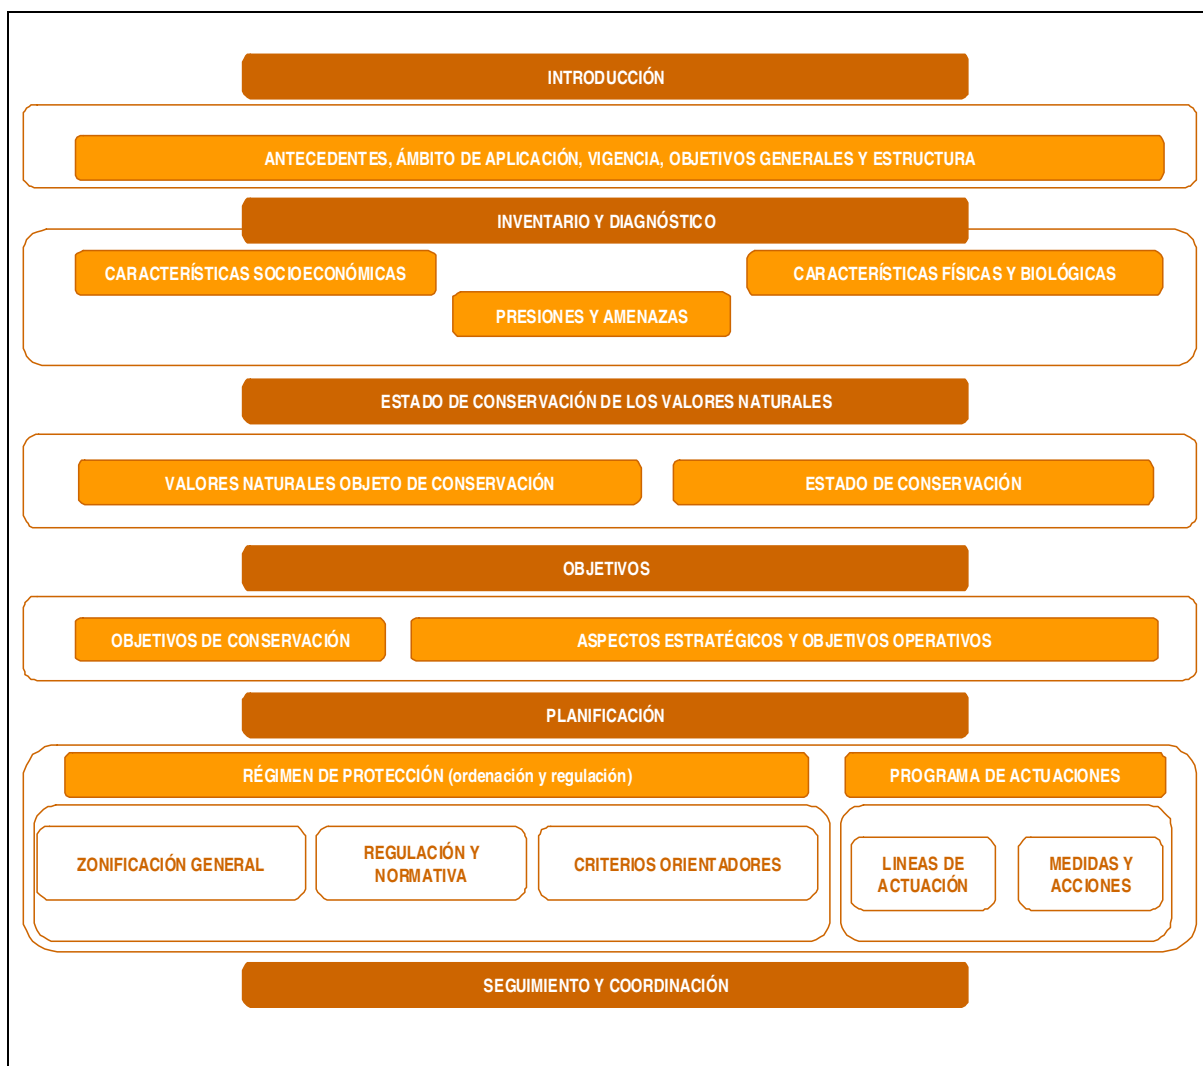 INTRODUCCIÓN
ANTECEDENTES, ÁMBITO DE APLICACIÓN, VIGENCIA, OBJETIVOS GENERALES Y ESTRUCTURA
INVENTARIO Y DIAGNÓSTICO
CARACTERÍSTICAS SOCIOECONÓMICAS
CARACTERÍSTICAS FÍSICAS Y BIOLÓGICAS
PRESIONES Y AMENAZAS
ESTADO DE CONSERVACIÓN DE LOS VALORES NATURALES
VALORES NATURALES OBJETO DE CONSERVACIÓN
ESTADO DE CONSERVACIÓN
OBJETIVOS
OBJETIVOS DE CONSERVACIÓN
ASPECTOS ESTRATÉGICOS Y OBJETIVOS OPERATIVOS
PLANIFICACIÓN
RÉGIMEN DE PROTECCIÓN (ordenación y regulación)
PROGRAMA DE ACTUACIONES
ZONIFICACIÓN GENERAL
REGULACIÓN Y
NORMATIVA
CRITERIOS ORIENTADORES
LINEAS DE
ACTUACIÓN
MEDIDAS Y
ACCIONES
SEGUIMIENTO Y COORDINACIÓN